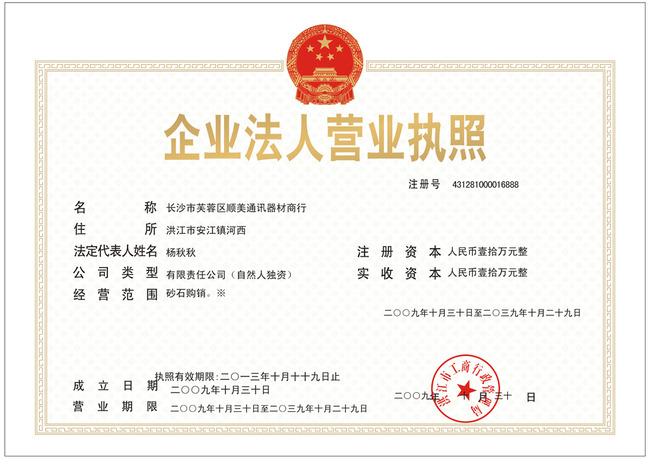 企业法人营业执照
注册号 431281000016888
名 称 长沙市芙蓉区顺美通讯器材商行
住 所 洪江市安江镇河西
法定代表人姓名 杨秋秋 注册资本 人民币壹拾万元整
公司类型 有限责任公司（自然人独资） 实收资本 人民币壹拾万元整
经营范围 砂石购销。※
二〇〇九年十月三十日至二〇三九年十月二十九日
执照有效期限:二〇一三年十月十十九日止
成立日期 二〇〇九年十月三十日
二〇〇九年 十月 三十 日
营业期限 二〇〇九年十月三十日至二〇三九年十月二十九日
洪江市工商行政管理局